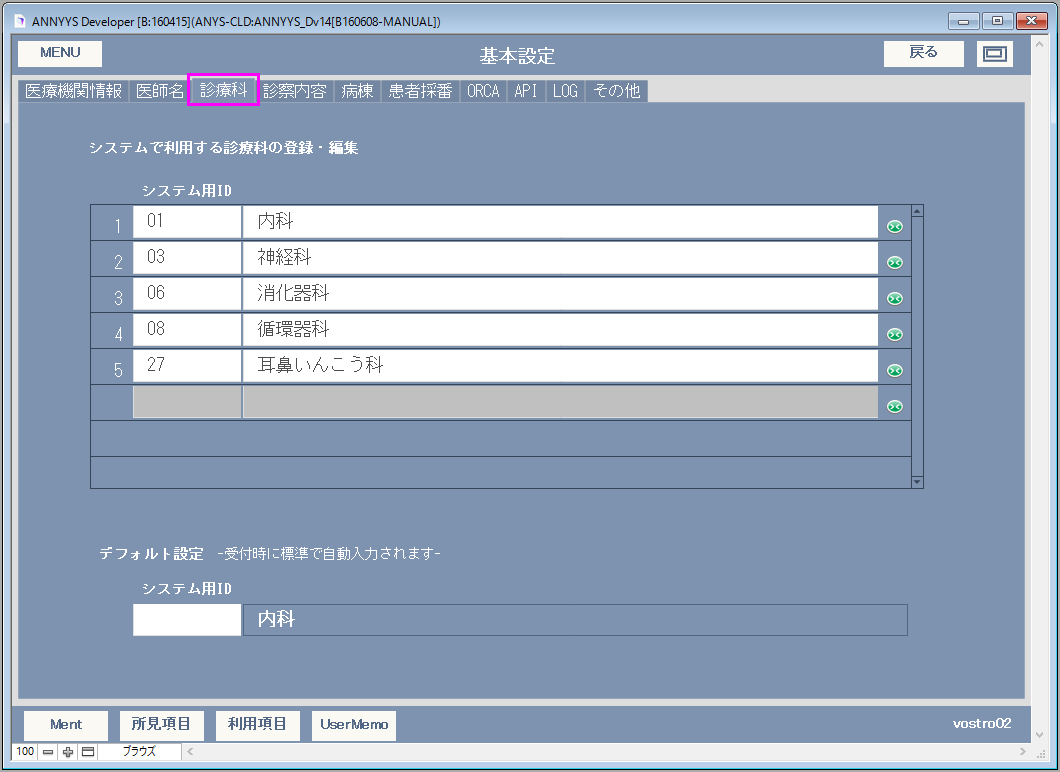 ANNYYS Developer [B:160415](ANYS-CLD:ANNYYS_Dv14[B160608-MANUAL])
MENU 基本設定 戻る
医療機関情報 医師名 診療科 診察内容 病棟 患者採番 ORCA API LOG その他
システムで利用する診療科の登録・編集
システム用ID
1 01 内科
2 03 神経科
3 06 消化器科
4 08 循環器科
5 27 耳鼻いんこう科
デフォルト設定 -受付時に標準で自動入力されます-
システム用ID
内科
Ment 所見項目 利用項目 UserMemo vostro02
100 ブラウズ